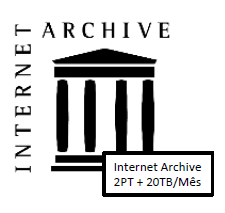 INTERNET ARCHIVE
Internet Archive
2PT + 20TB/Mês